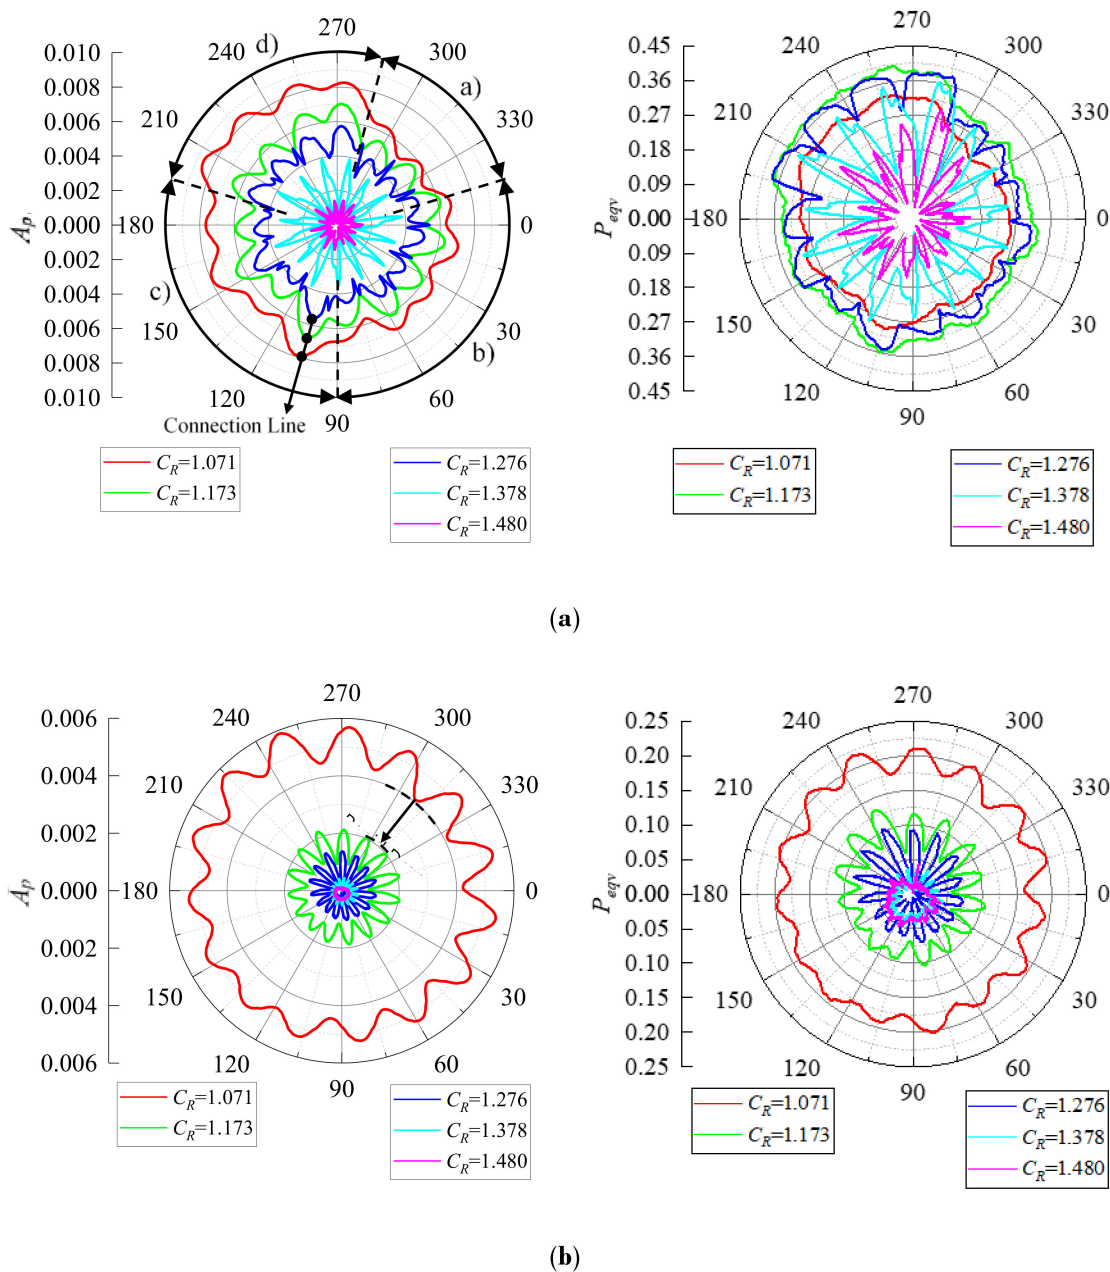 270
240
d)
300
a)
210
330
180
0
c)
150
30
b)
120
60
90
Connection Line
0.010
0.008
0.006
0.004
0.002
0.000
0.002
0.004
0.006
0.008
0.010
C_R=1.071
C_R=1.173
C_R=1.276
C_R=1.378
C_R=1.480
270
240
300
210
330
180
0
150
30
120
60
90
0.45
0.36
0.27
0.18
0.09
0.00
0.09
0.18
0.27
0.36
0.45
P_eqv
C_R=1.071
C_R=1.173
C_R=1.276
C_R=1.378
C_R=1.480
(a)
270
240
300
210
330
180
0
150
30
120
60
90
0.006
0.004
0.002
0.000
0.002
0.004
0.006
A_p
C_R=1.071
C_R=1.173
C_R=1.276
C_R=1.378
C_R=1.480
270
240
300
210
330
180
0
150
30
120
60
90
0.25
0.20
0.15
0.10
0.05
0.00
0.05
0.10
0.15
0.20
0.25
P_eqv
C_R=1.071
C_R=1.173
C_R=1.276
C_R=1.378
C_R=1.480
(b)